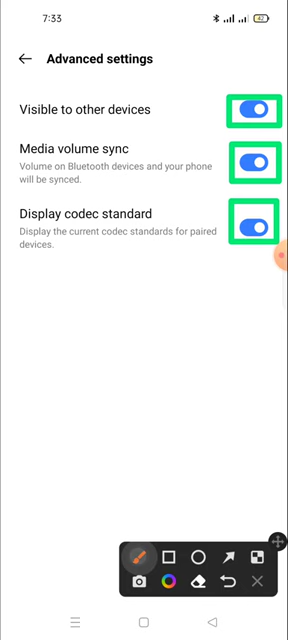 7:33
42
Advanced settings
Visible to other devices
Media volume sync
Volume on Bluetooth devices and your phone
will be synced.
Display codec standard
Display the current codec standards for paired
devices.